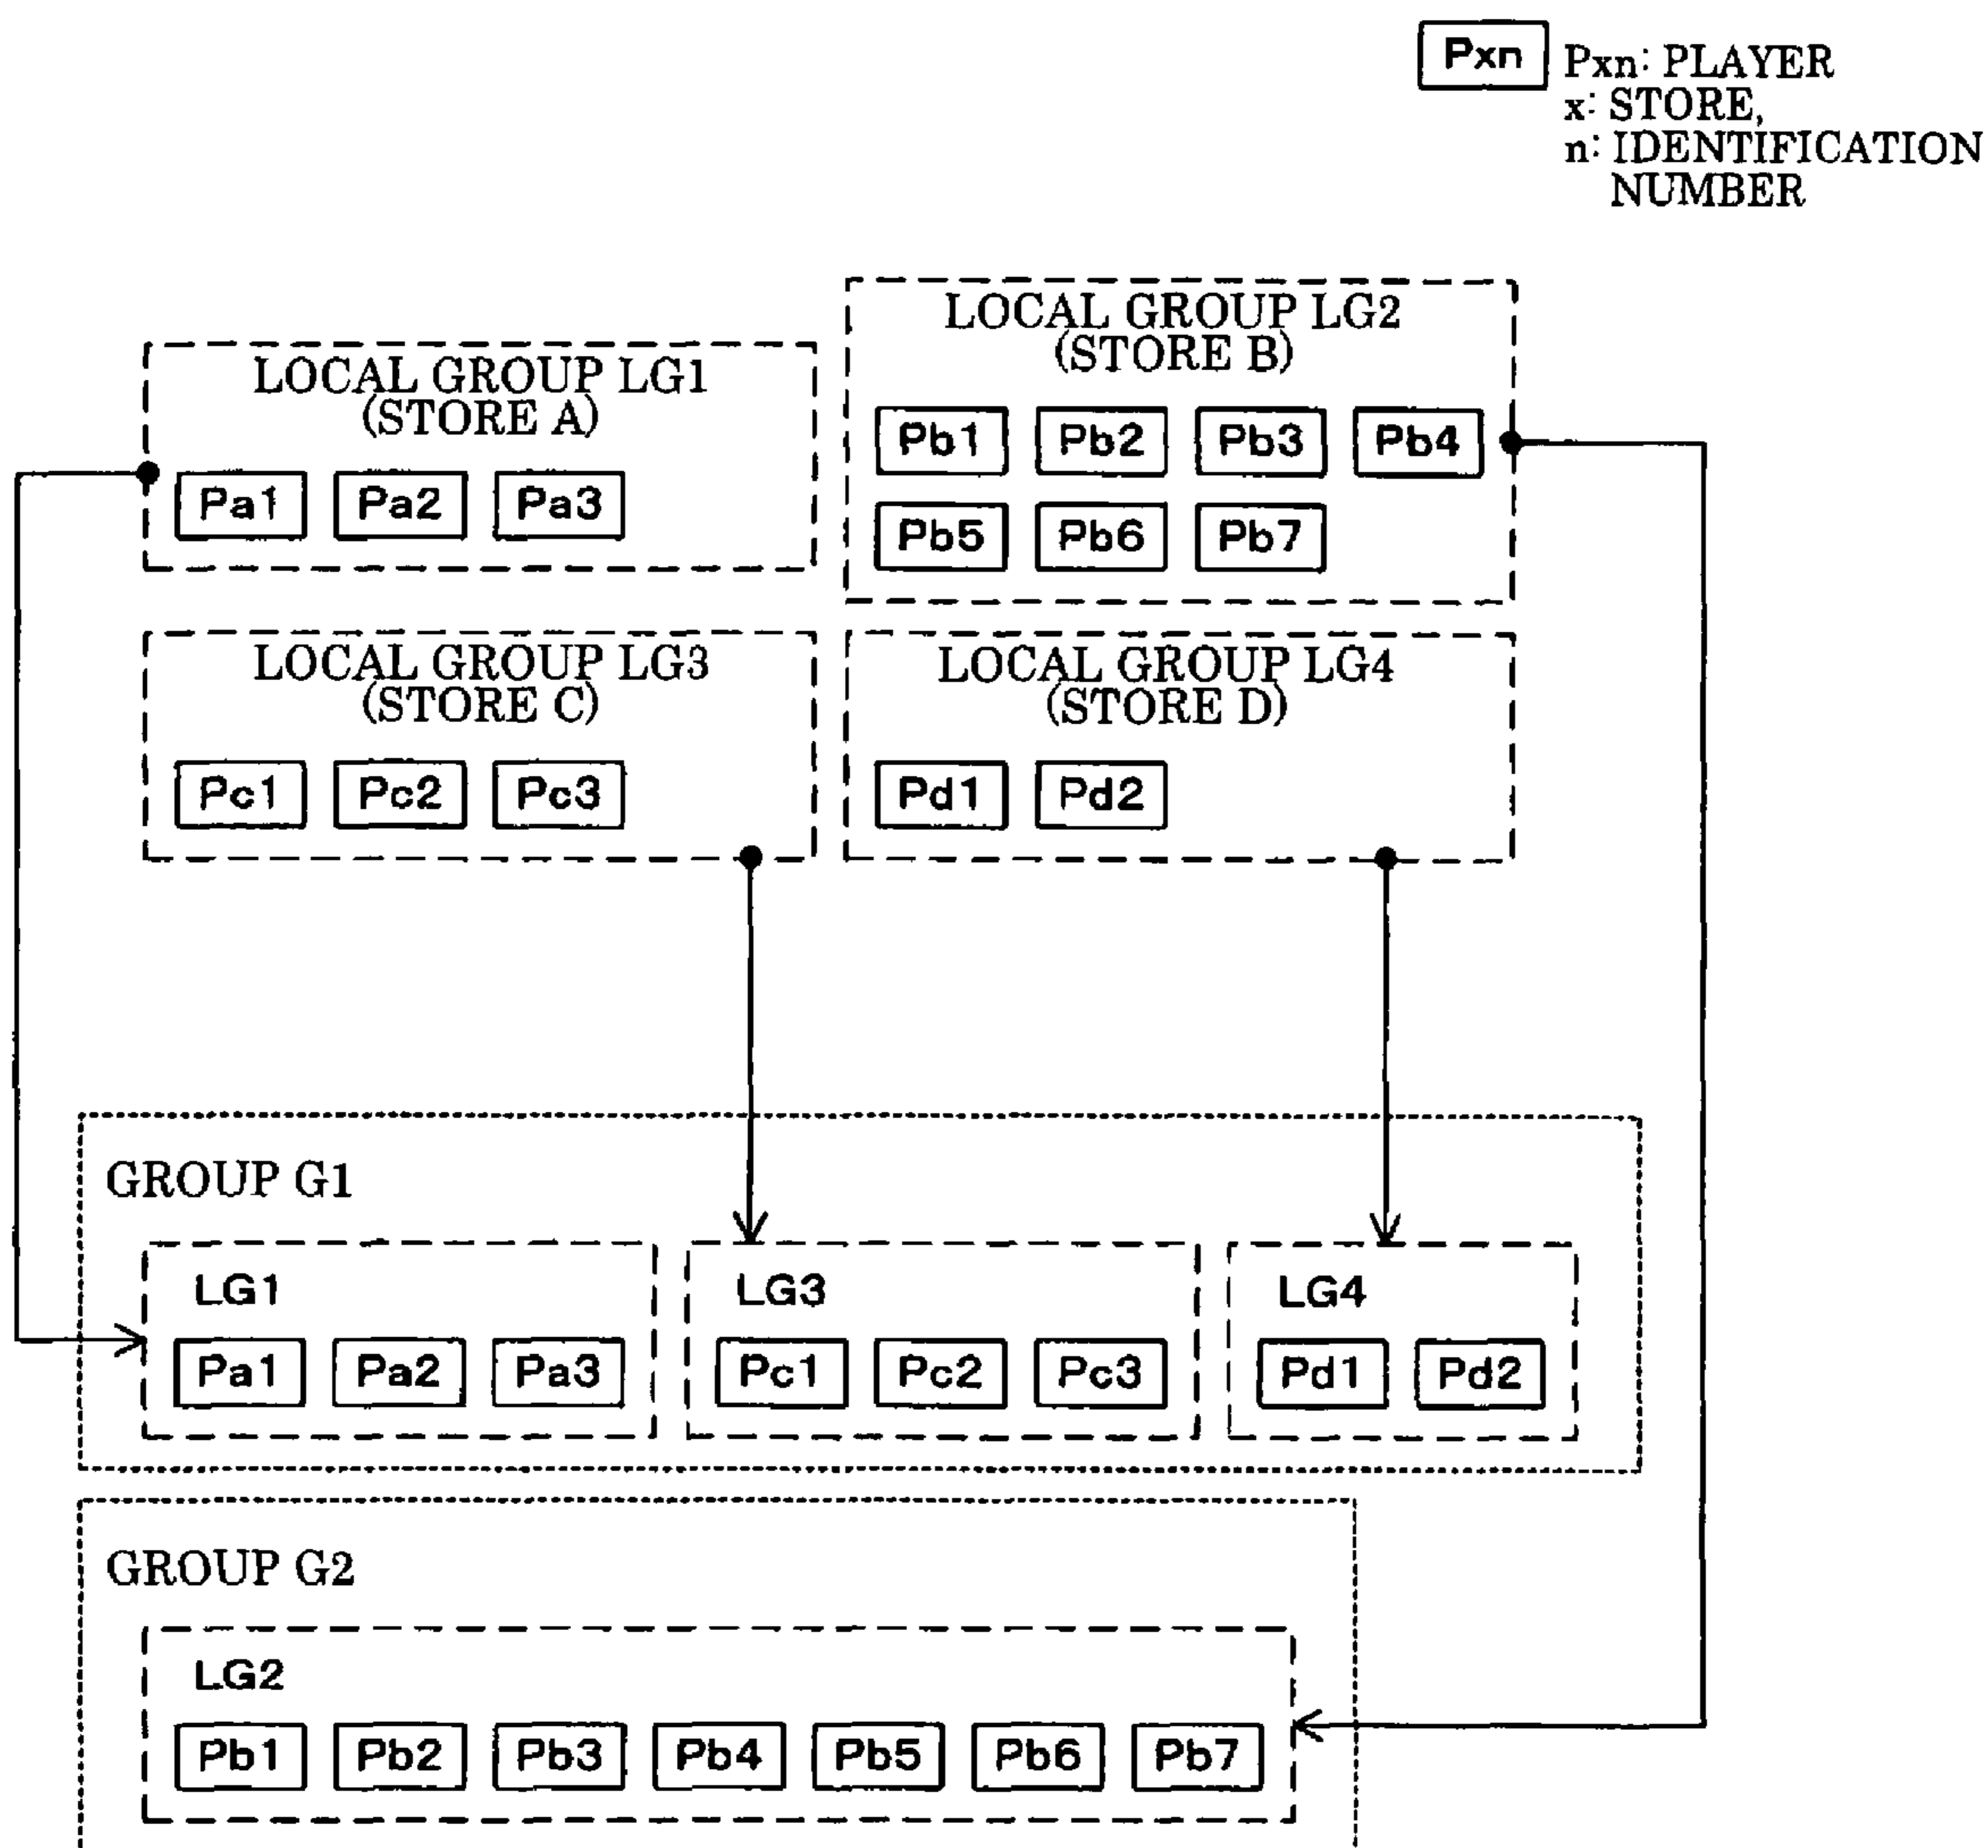 Pxn
Pxn: PLAYER
x: STORE,
n: IDENTIFICATION
NUMBER
LOCAL GROUP LG1
(STORE A)
Pa1 Pa2 Pa3
LOCAL GROUP LG2
(STORE B)
Pb1 Pb2 Pb3 Pb4
Pb5 Pb6 Pb7
LOCAL GROUP LG3
(STORE C)
Pc1 Pc2 Pc3
LOCAL GROUP LG4
(STORE D)
Pd1 Pd2
GROUP G1
LG1
Pa1 Pa2 Pa3
LG3
Pc1 Pc2 Pc3
LG4
Pd1 Pd2
GROUP G2
LG2
Pb1 Pb2 Pb3 Pb4 Pb5 Pb6 Pb7